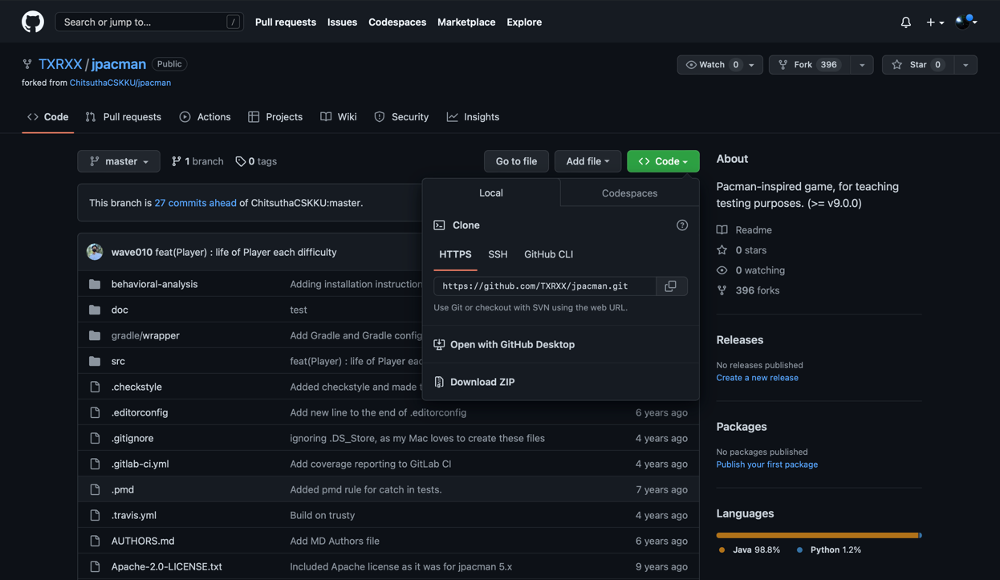 Search or jump to... /
Pull requests Issues Codespaces Marketplace Explore
TXRXX / jpacman Public
forked from ChitsuthaCSKKU/jpacman
Watch 0 Fork 396 Star 0
Code Pull requests Actions Projects Wiki Security Insights
master 1 branch 0 tags Go to file Add file Code
This branch is 27 commits ahead of ChitsuthaCSKKU:master.
Local Codespaces
Clone ?
HTTPS SSH GitHub CLI
https://github.com/TXRXX/jpacman.git
Use Git or checkout with SVN using the web URL.
Open with GitHub Desktop
Download ZIP
wave010 feat(Player) : life of Player each difficulty
behavioral-analysis Adding installation instruction
doc test
gradle/wrapper Add Gradle and Gradle config
src feat(Player) : life of Player eac
.checkstyle Added checkstyle and made
.editorconfig Add new line to the end of .editorconfig 6 years ago
.gitignore ignoring .DS_Store, as my Mac loves to create these files 4 years ago
.gitlab-ci.yml Add coverage reporting to GitLab CI 4 years ago
.pmd Added pmd rule for catch in tests. 7 years ago
.travis.yml Build on trusty 4 years ago
AUTHORS.md Add MD Authors file 6 years ago
Apache-2.0-LICENSE.txt Included Apache license as it was for jpacman 5.x 9 years ago
About
Pacman-inspired game, for teaching
testing purposes. (>= v9.0.0)
Readme
0 stars
0 watching
396 forks
Releases
No releases published
Create a new release
Packages
No packages published
Publish your first package
Languages
Java 98.8% Python 1.2%